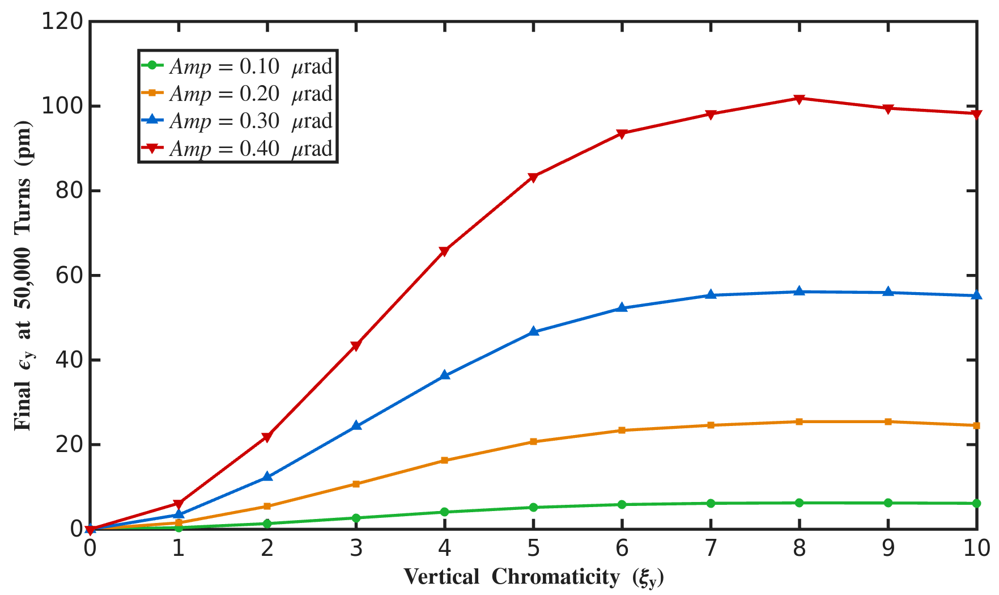 120
100
80
60
40
20
0
Final ϵy at 50,000 Turns (pm)
Amp = 0.10 μrad
Amp = 0.20 μrad
Amp = 0.30 μrad
Amp = 0.40 μrad
0 1 2 3 4 5 6 7 8 9 10
Vertical Chromaticity (ξy)